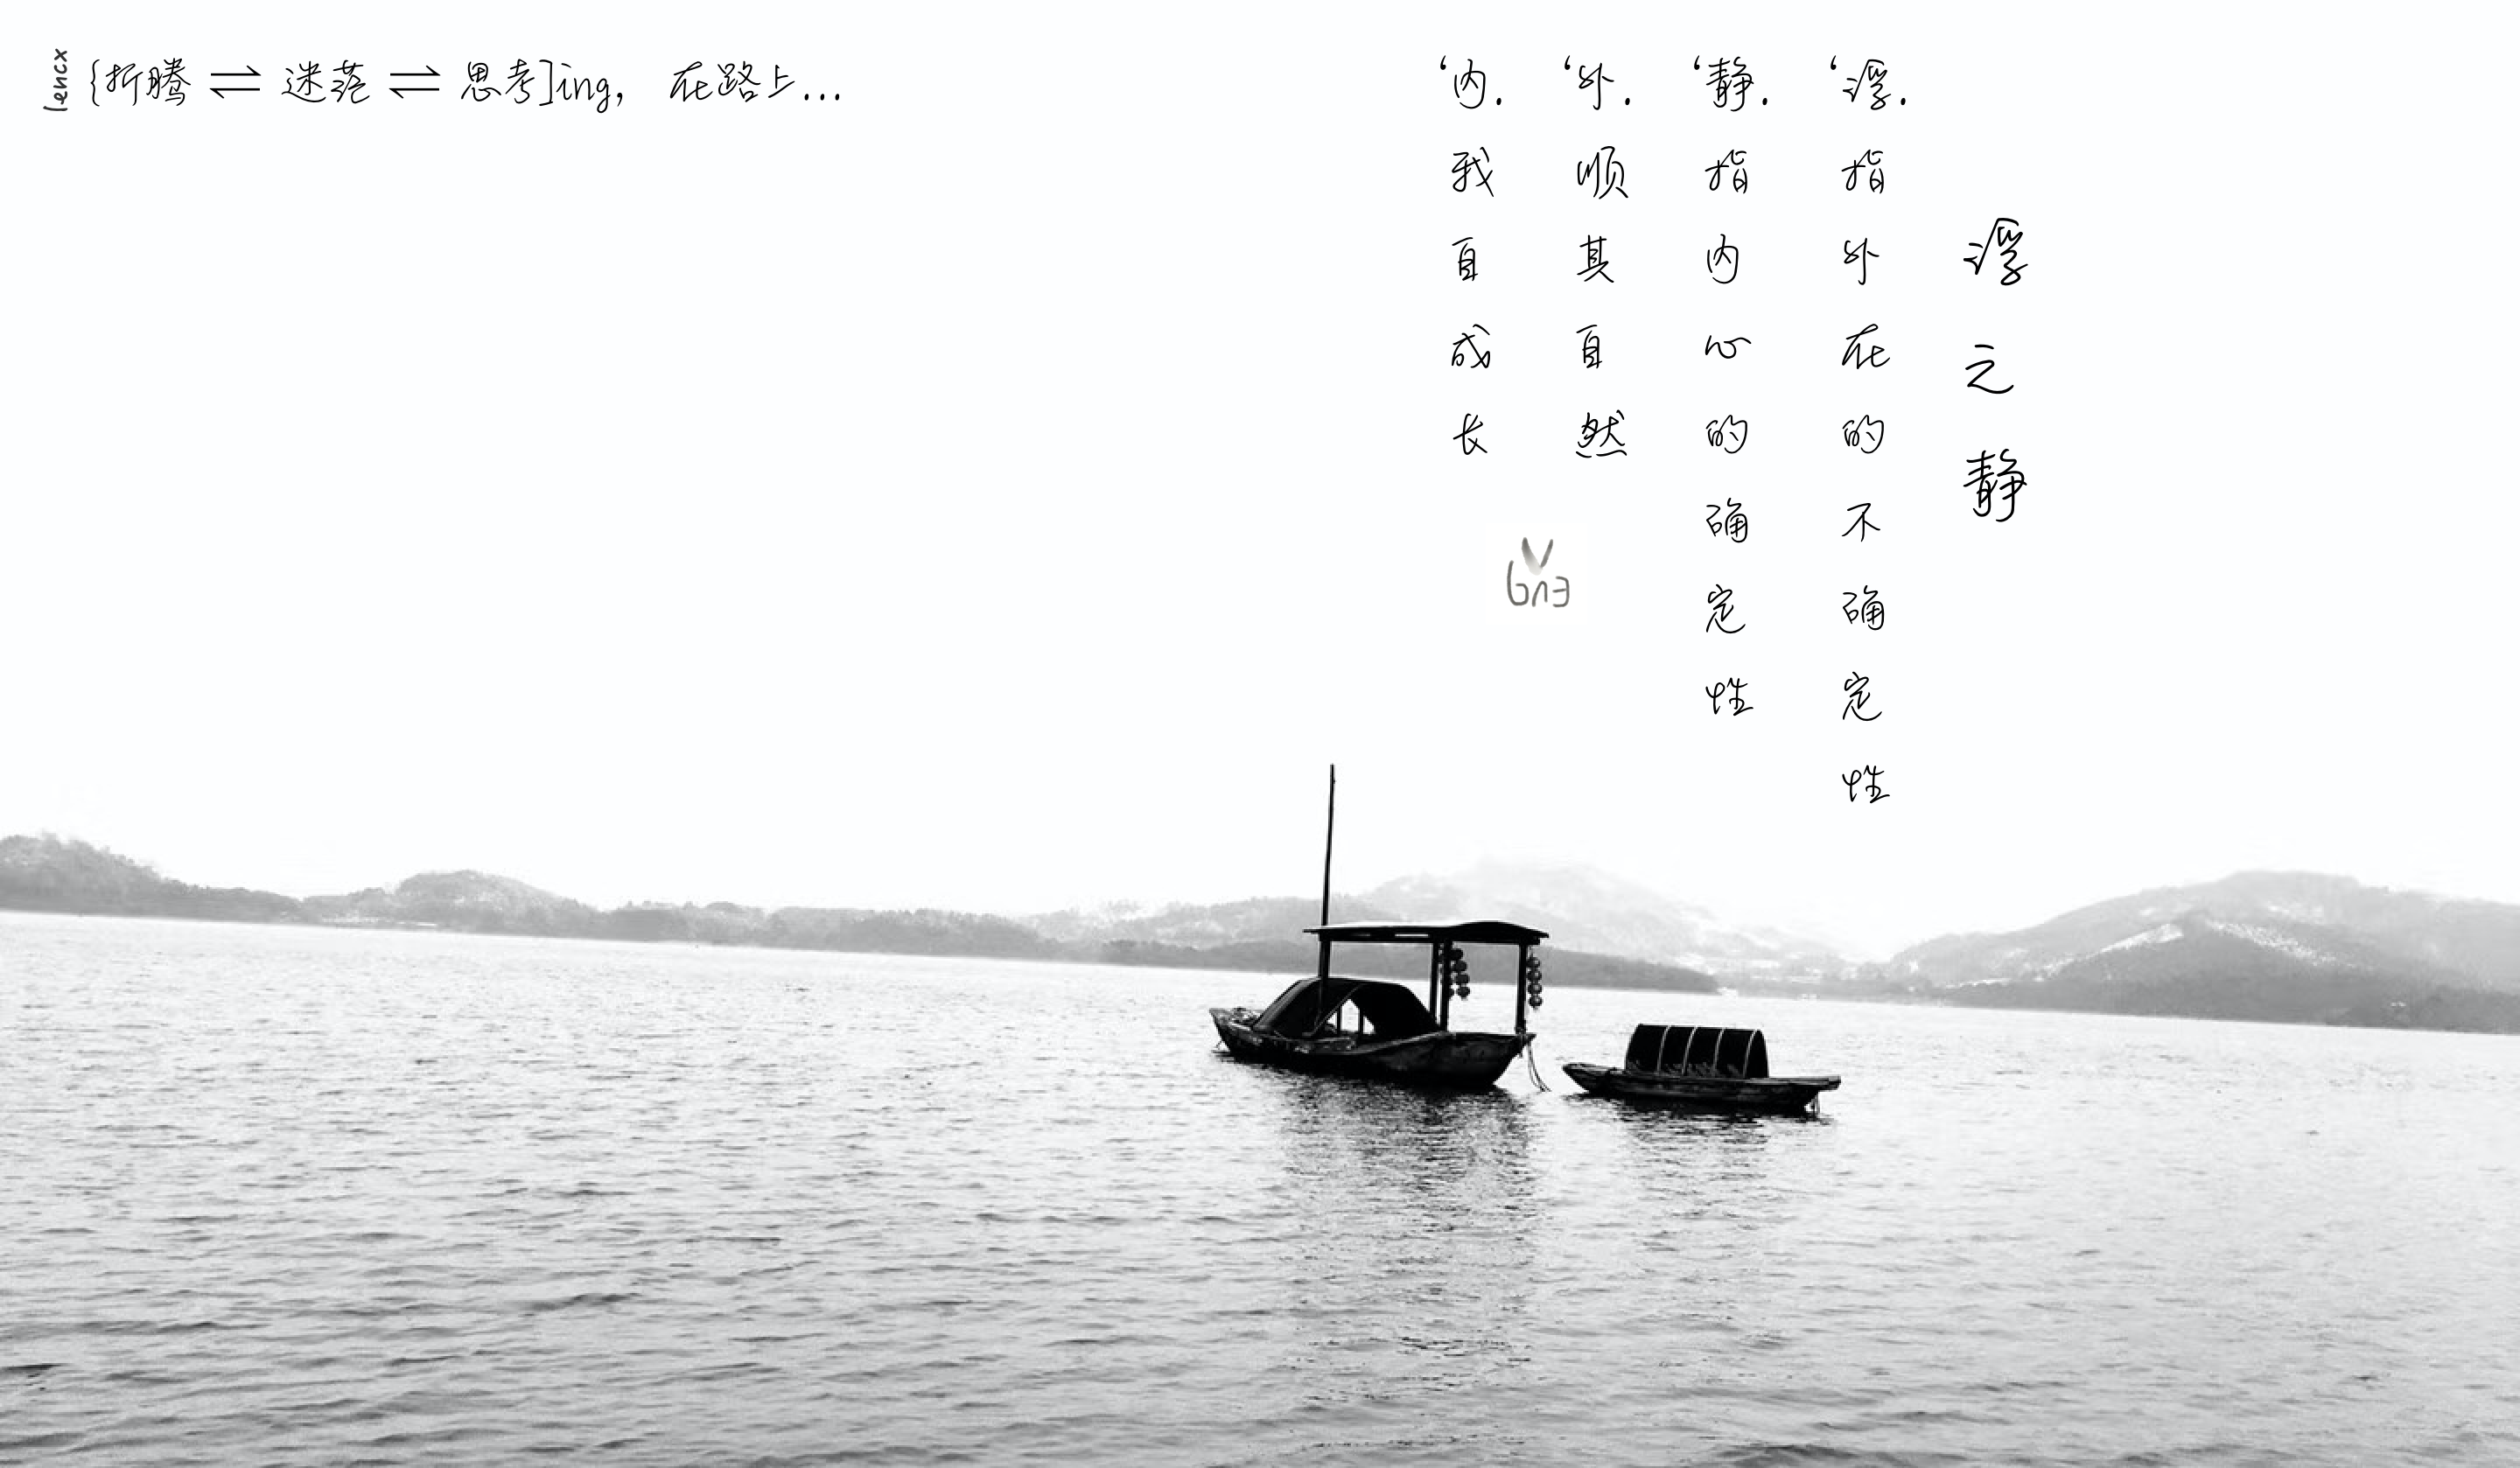 lencx
{折腾 ⇌ 迷茫 ⇌ 思考]ing, 在路上...
浮之静
‘浮.指外在的不确定性
‘静.指内心的确定性
‘外.顺其自然
‘内.我自成长